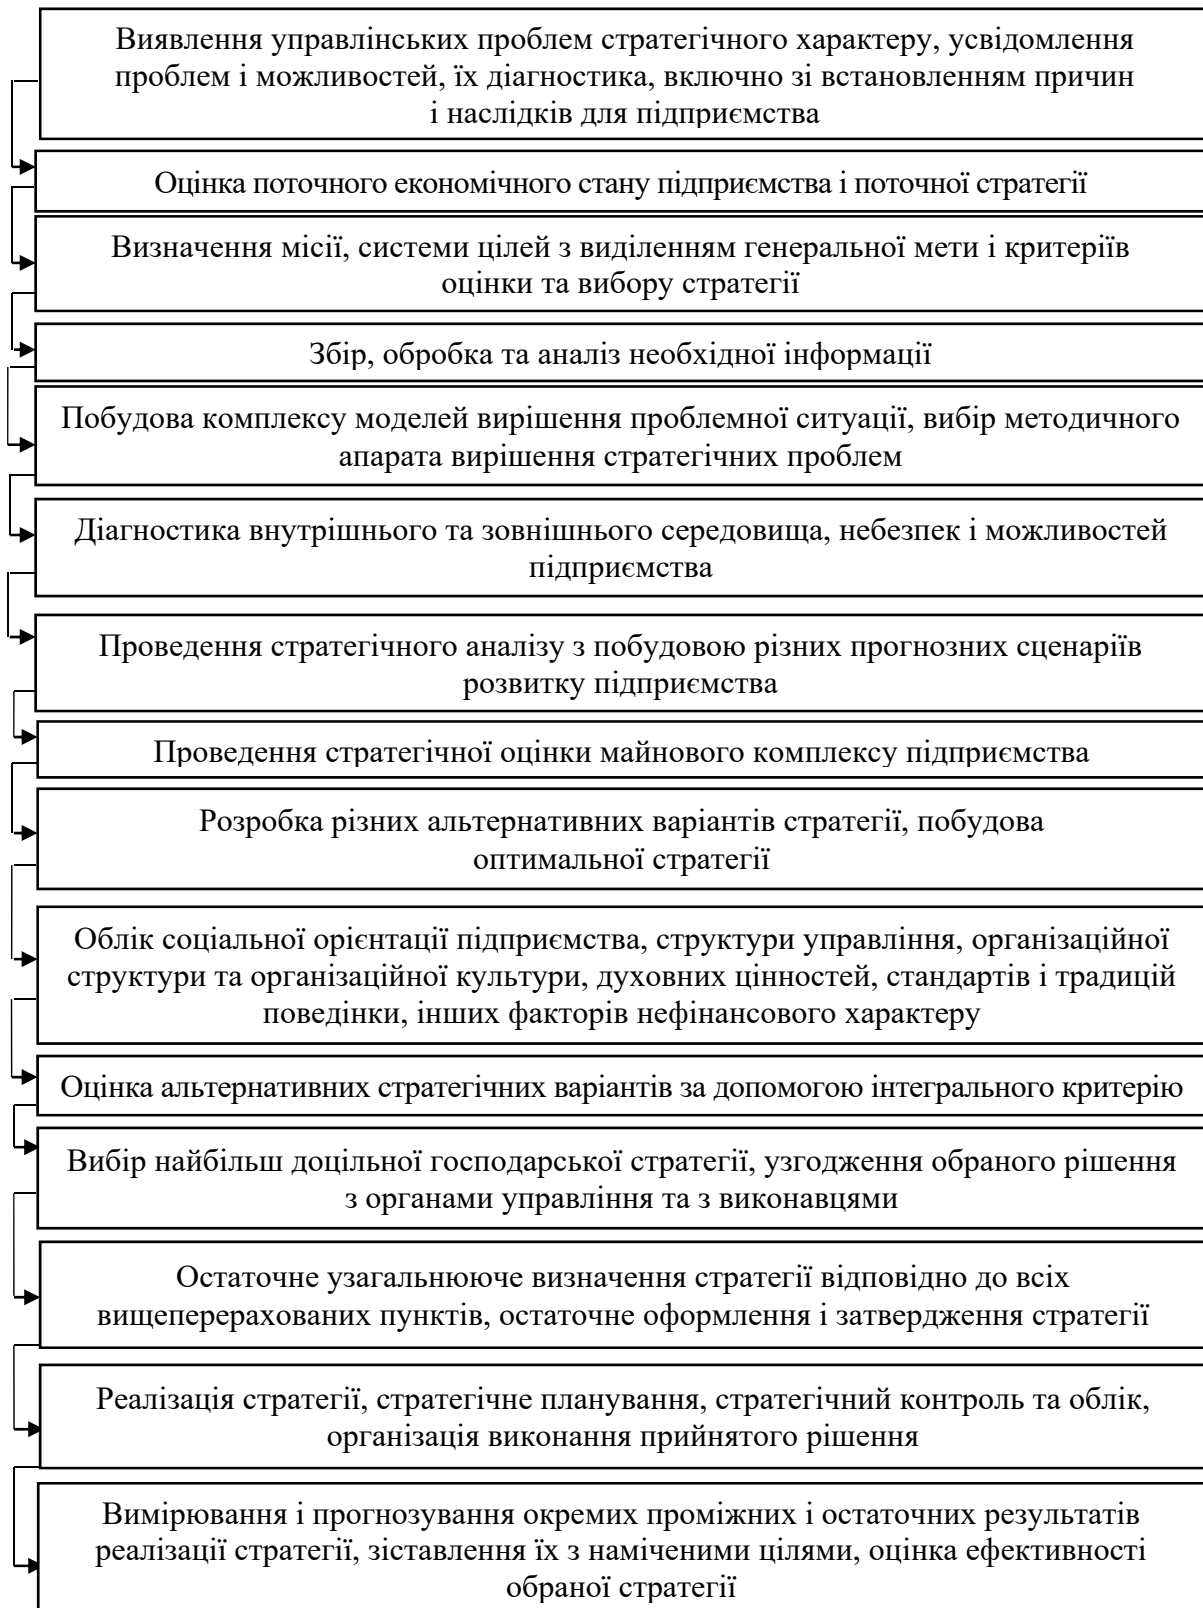 Виявлення управлінських проблем стратегічного характеру, усвідомлення
проблем і можливостей, їх діагностика, включно зі встановленням причин
і наслідків для підприємства
Оцінка поточного економічного стану підприємства і поточної стратегії
Визначення місії, системи цілей з виділенням генеральної мети і критеріїв
оцінки та вибору стратегії
Збір, обробка та аналіз необхідної інформації
Побудова комплексу моделей вирішення проблемної ситуації, вибір методичного
апарата вирішення стратегічних проблем
Діагностика внутрішнього та зовнішнього середовища, небезпек і можливостей
підприємства
Проведення стратегічного аналізу з побудовою різних прогнозних сценаріїв
розвитку підприємства
Проведення стратегічної оцінки майнового комплексу підприємства
Розробка різних альтернативних варіантів стратегії, побудова
оптимальної стратегії
Облік соціальної орієнтації підприємства, структури управління, організаційної
структури та організаційної культури, духовних цінностей, стандартів і традицій
поведінки, інших факторів нефінансового характеру
Оцінка альтернативних стратегічних варіантів за допомогою інтегрального критерію
Вибір найбільш доцільної господарської стратегії, узгодження обраного рішення
з органами управління та з виконавцями
Остаточне узагальнююче визначення стратегії відповідно до всіх
вищеперерахованих пунктів, остаточне оформлення і затвердження стратегії
Реалізація стратегії, стратегічне планування, стратегічний контроль та облік,
організація виконання прийнятого рішення
Вимірювання і прогнозування окремих проміжних і остаточних результатів
реалізації стратегії, зіставлення їх з наміченими цілями, оцінка ефективності
обраної стратегії